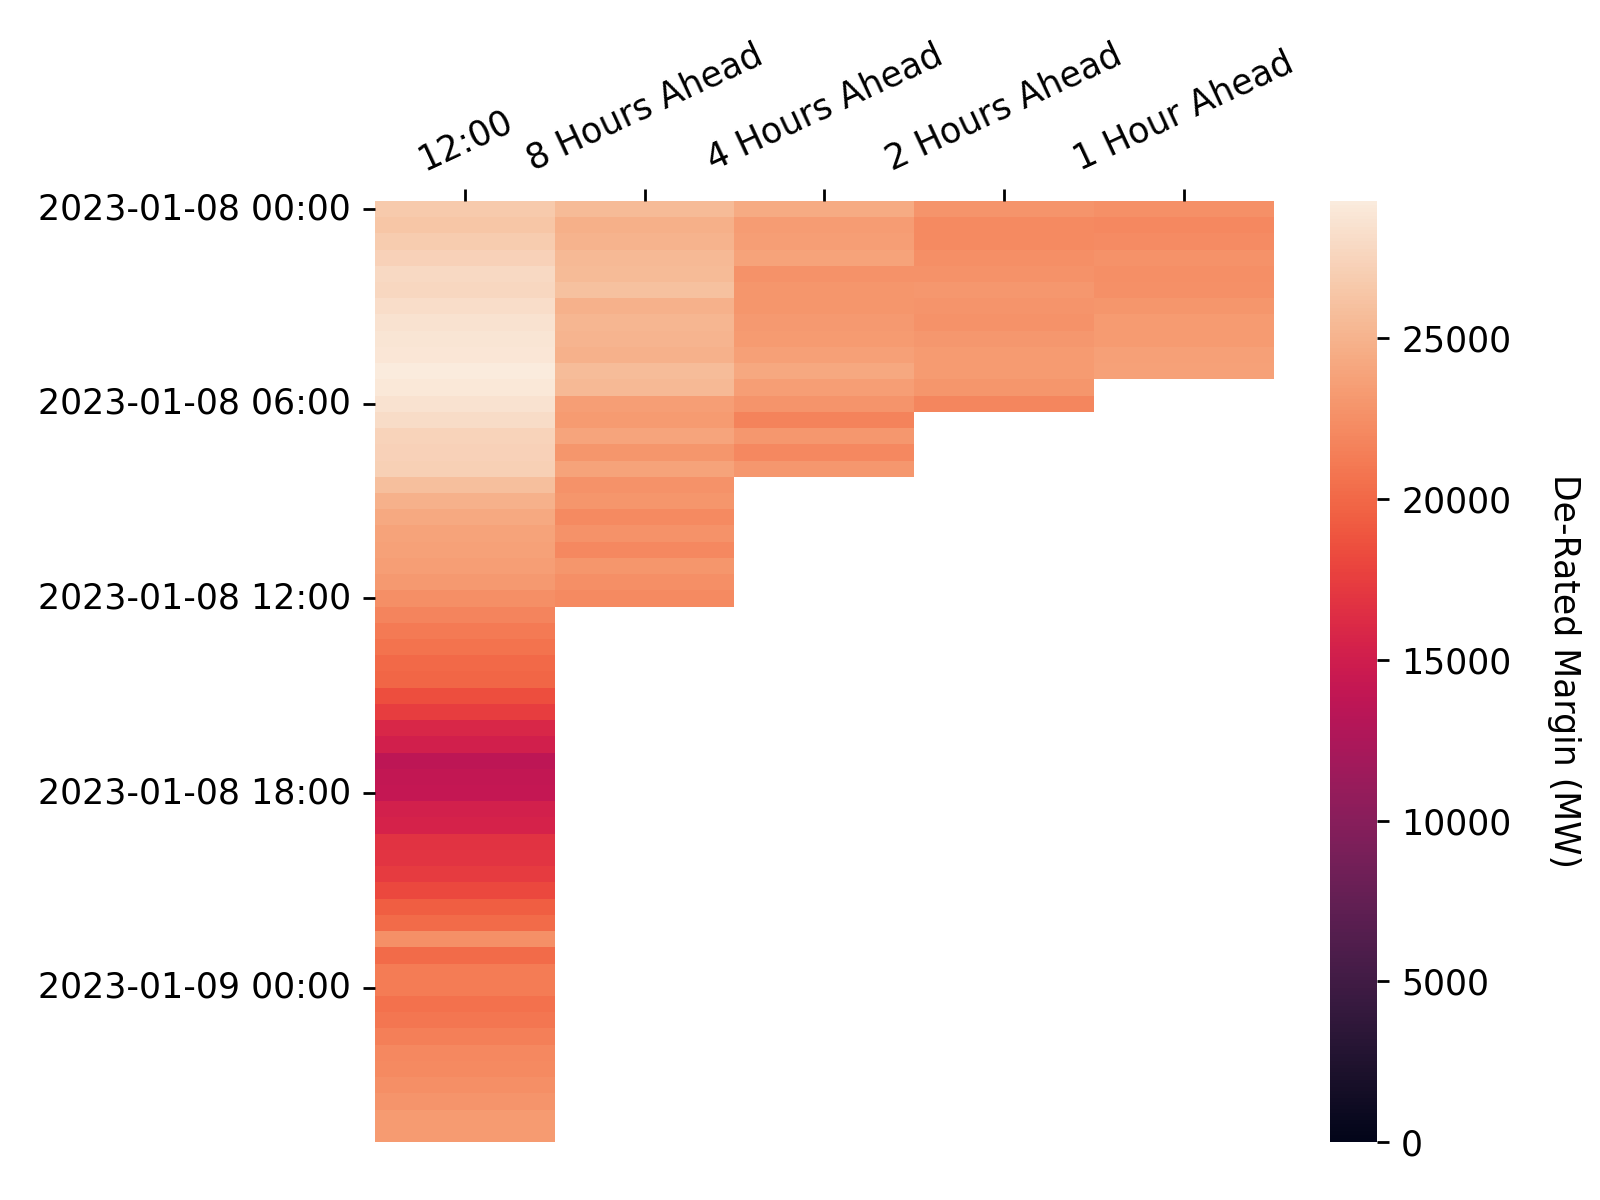 12:00
8 Hours Ahead
4 Hours Ahead
2 Hours Ahead
1 Hour Ahead
2023-01-08 00:00
2023-01-08 06:00
2023-01-08 12:00
2023-01-08 18:00
2023-01-09 00:00
25000
20000
15000
10000
5000
0
De-Rated Margin (MW)